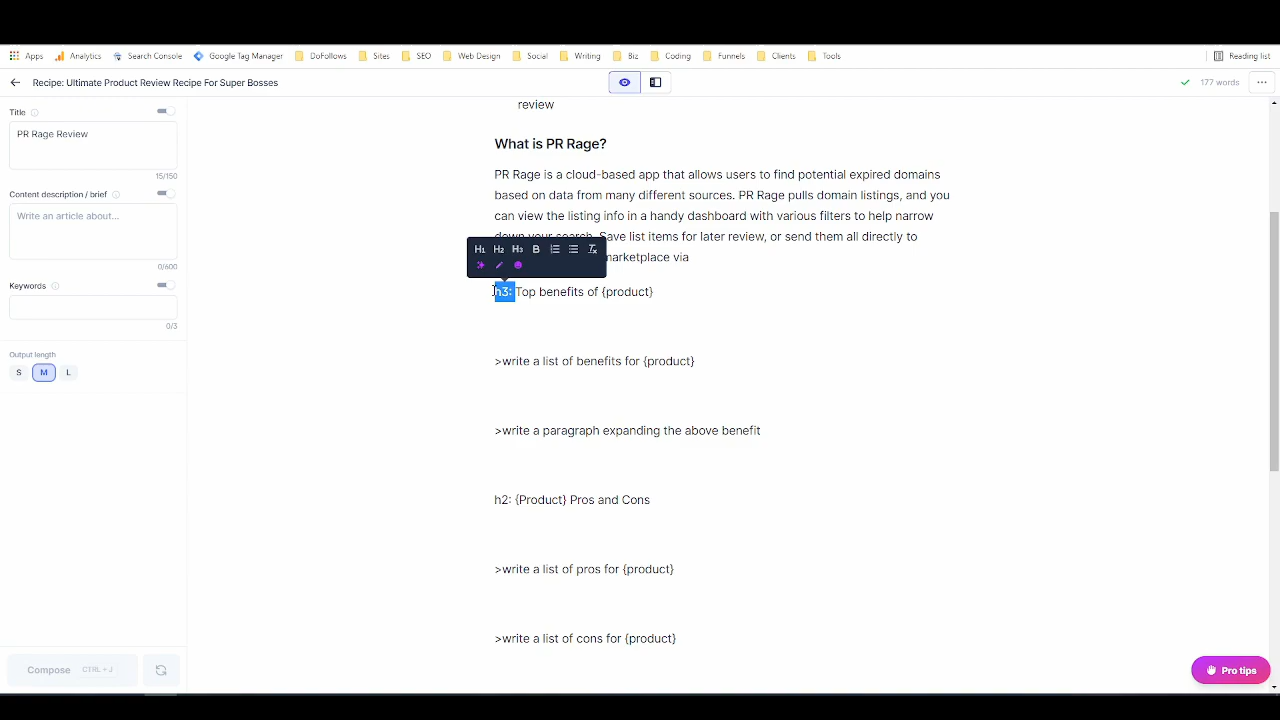 Apps Analytics Search Console Google Tag Manager DoFollows Sites SEO Web Design Social Writing Biz Coding Funnels Clients Tools Reading list
Recipe: Ultimate Product Review Recipe For Super Bosses
177 words
Title
PR Rage Review
15/150
Content description / brief
Write an article about...
0/600
Keywords
0/3
Output length
S M L
Compose CTRL + J
review
What is PR Rage?
PR Rage is a cloud-based app that allows users to find potential expired domains
based on data from many different sources. PR Rage pulls domain listings, and you
can view the listing info in a handy dashboard with various filters to help narrow
down your search. Save list items for later review, or send them all directly to
marketplace via
H1 H2 H3 B
h3: Top benefits of {product}
>write a list of benefits for {product}
>write a paragraph expanding the above benefit
h2: {Product} Pros and Cons
>write a list of pros for {product}
>write a list of cons for {product}
Pro tips